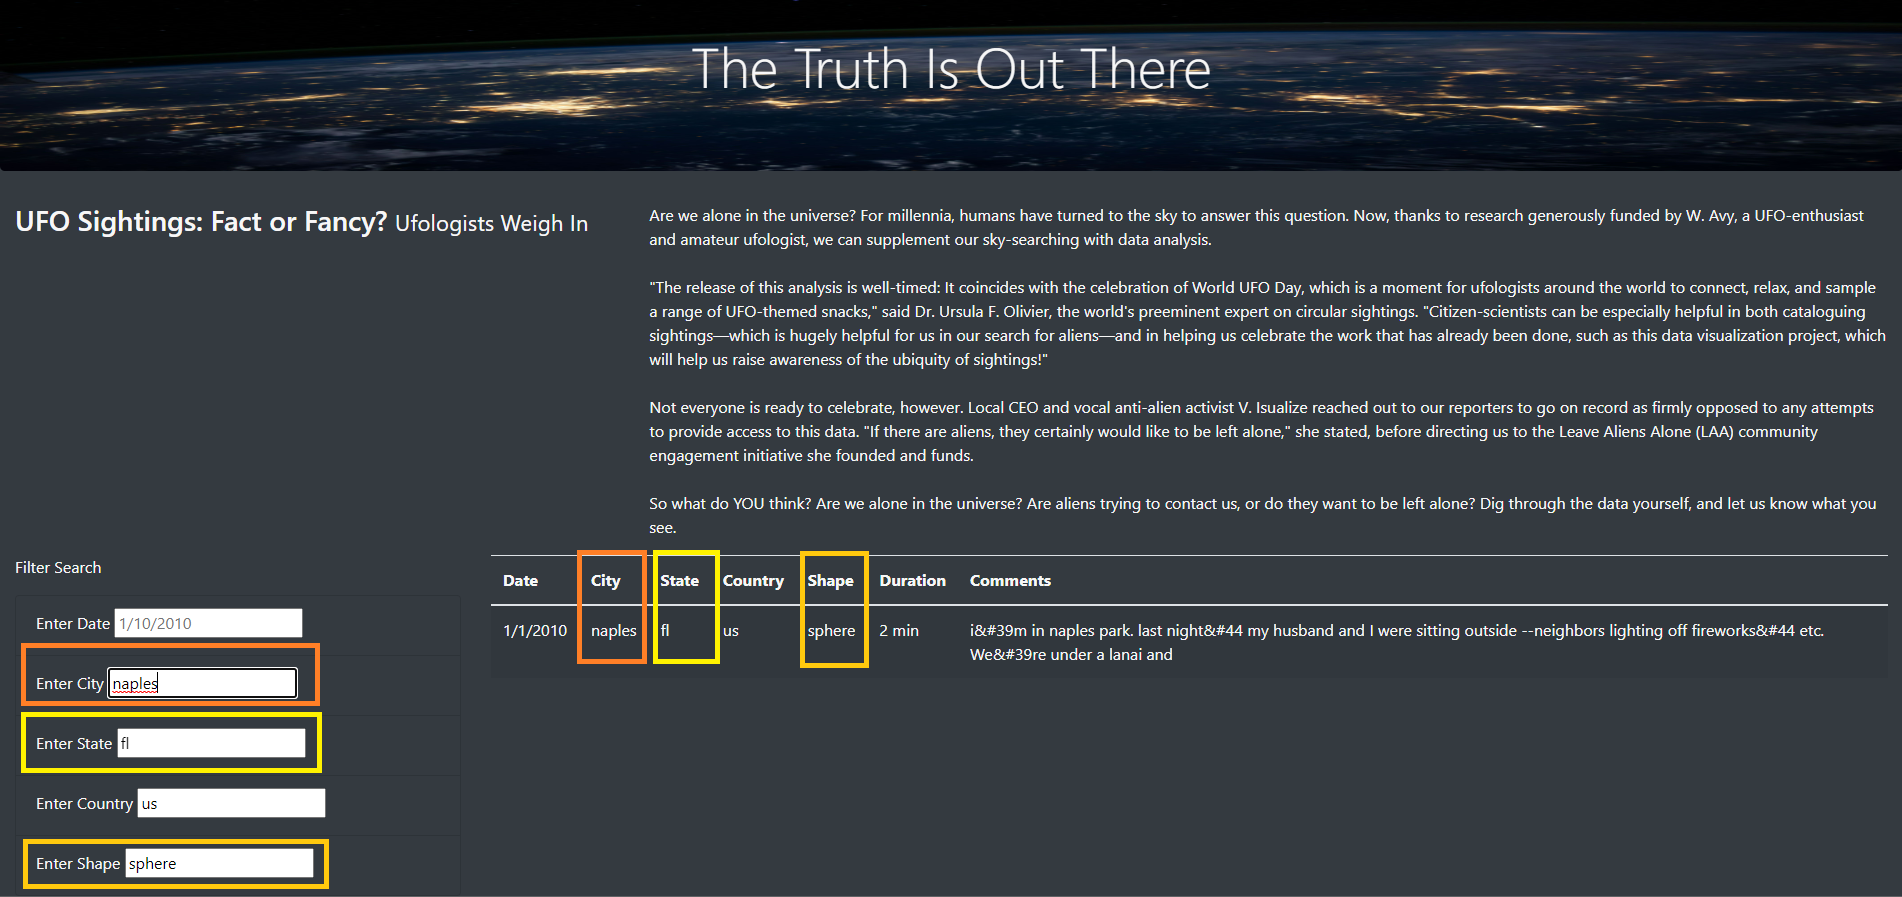 The Truth Is Out There
UFO Sightings: Fact or Fancy? Ufologists Weigh In
Are we alone in the universe? For millennia, humans have turned to the sky to answer this question. Now, thanks to research generously funded by W. Avy, a UFO-enthusiast
and amateur ufologist, we can supplement our sky-searching with data analysis.
"The release of this analysis is well-timed: It coincides with the celebration of World UFO Day, which is a moment for ufologists around the world to connect, relax, and sample
a range of UFO-themed snacks," said Dr. Ursula F. Olivier, the world's preeminent expert on circular sightings. "Citizen-scientists can be especially helpful in both cataloguing
sightings—which is hugely helpful for us in our search for aliens—and in helping us celebrate the work that has already been done, such as this data visualization project, which
will help us raise awareness of the ubiquity of sightings!"
Not everyone is ready to celebrate, however. Local CEO and vocal anti-alien activist V. Isualize reached out to our reporters to go on record as firmly opposed to any attempts
to provide access to this data. "If there are aliens, they certainly would like to be left alone," she stated, before directing us to the Leave Aliens Alone (LAA) community
engagement initiative she founded and funds.
So what do YOU think? Are we alone in the universe? Are aliens trying to contact us, or do they want to be left alone? Dig through the data yourself, and let us know what you
see.
Filter Search
Enter Date 1/10/2010
Enter City naples
Enter State fl
Enter Country us
Enter Shape sphere
Date City State Country Shape Duration Comments
1/1/2010 naples fl us sphere 2 min i&#39m in naples park. last night&#44 my husband and I were sitting outside --neighbors lighting off fireworks&#44 etc.
We&#39re under a lanai and